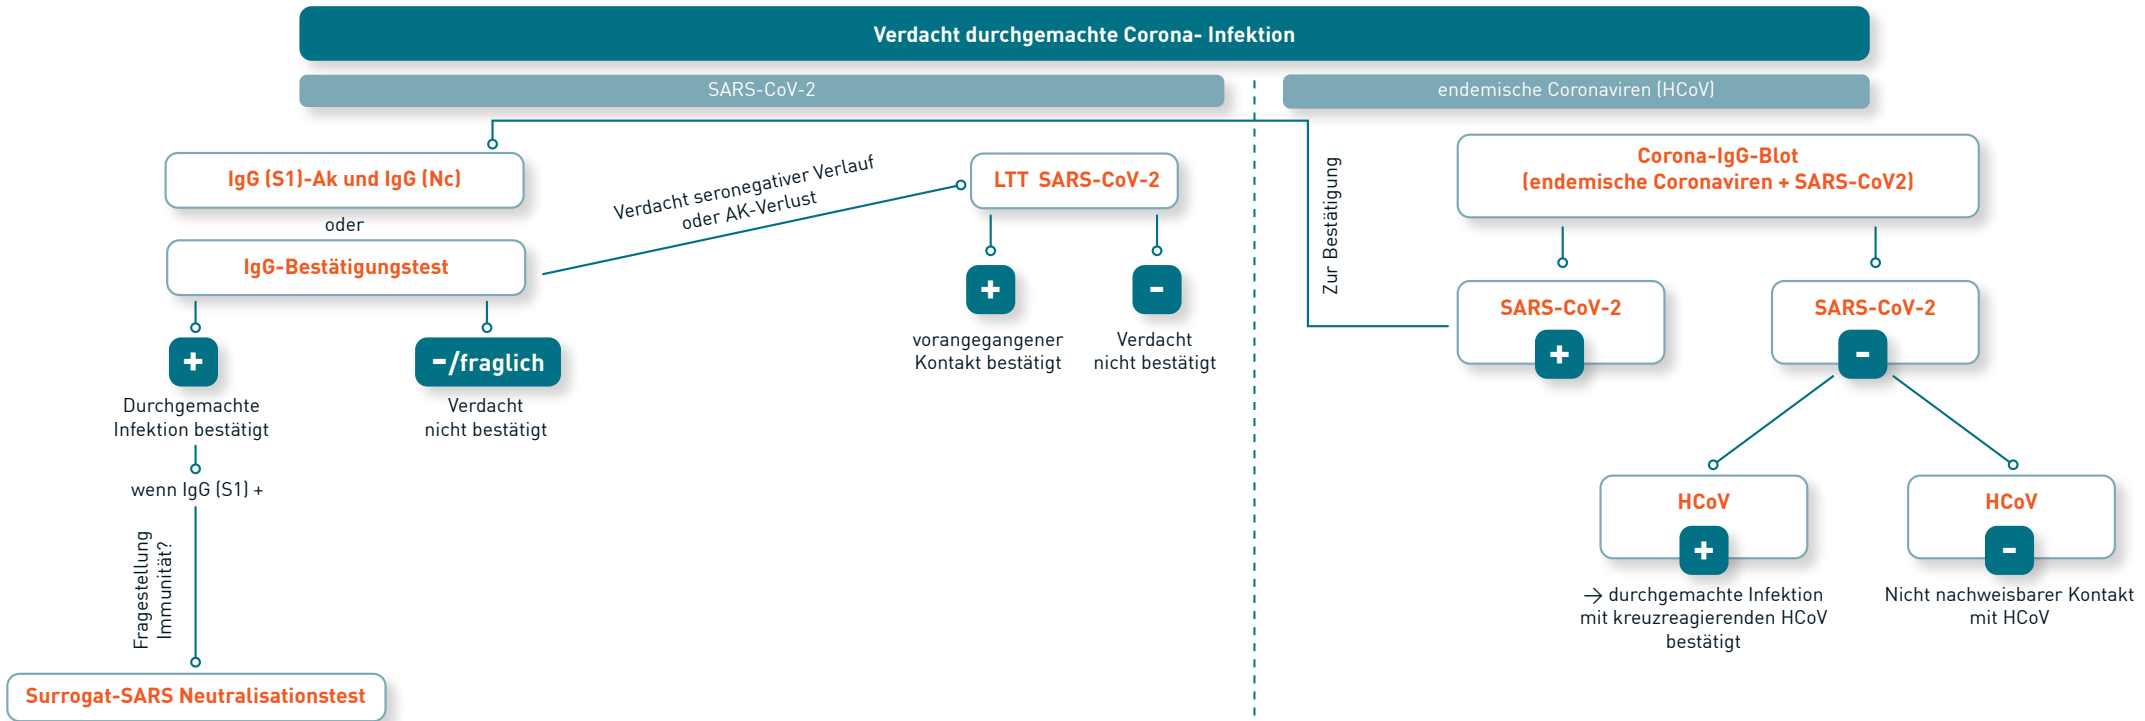 Verdacht durchgemachte Corona- Infektion
SARS-CoV-2
endemische Coronaviren (HCoV)
IgG (S1)-Ak und IgG (Nc)
oder
IgG-Bestätigungstest
+
Durchgemachte
Infektion bestätigt
wenn IgG (S1) +
Fragestellung
Immunität?
Surrogat-SARS Neutralisationstest
-/fraglich
Verdacht
nicht bestätigt
Verdacht seronegativer Verlauf
oder AK-Verlust
LTT SARS-CoV-2
+
vorangegangener
Kontakt bestätigt
-
Verdacht
nicht bestätigt
Zur Bestätigung
Corona-IgG-Blot
(endemische Coronaviren + SARS-CoV2)
SARS-CoV-2
+
SARS-CoV-2
-
HCoV
+
→ durchgemachte Infektion
mit kreuzreagierenden HCoV
bestätigt
HCoV
-
Nicht nachweisbarer Kontakt
mit HCoV